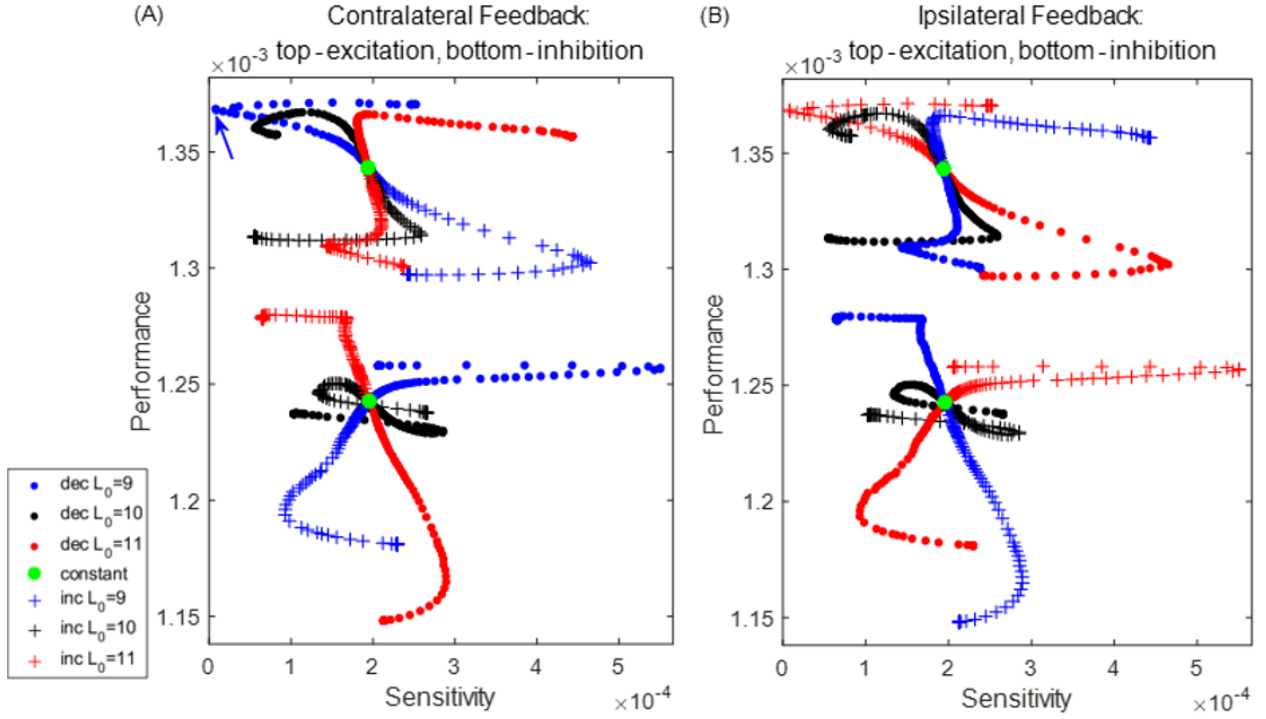 (A)
Contralateral Feedback:
×10⁻³ top - excitation, bottom - inhibition
1.35
1.3
1.25
1.2
1.15
Performance
0 1 2 3 4 5
Sensitivity
×10⁻⁴
(B)
Ipsilateral Feedback:
×10⁻³ top - excitation, bottom - inhibition
1.35
1.3
1.25
1.2
1.15
Performance
0 1 2 3 4 5
Sensitivity
×10⁻⁴
dec L₀=9
dec L₀=10
dec L₀=11
constant
inc L₀=9
inc L₀=10
inc L₀=11